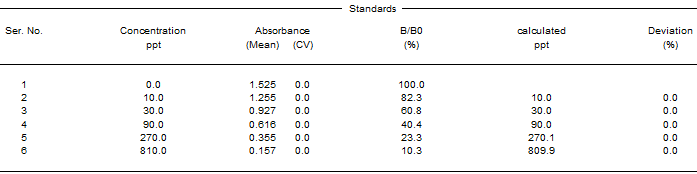 Standards
Ser. No. Concentration Absorbance B/B0 calculated Deviation
ppt (Mean) (CV) (%) ppt (%)
1 0.0 1.525 0.0 100.0
2 10.0 1.255 0.0 82.3 10.0 0.0
3 30.0 0.927 0.0 60.8 30.0 0.0
4 90.0 0.616 0.0 40.4 90.0 0.0
5 270.0 0.355 0.0 23.3 270.1 0.0
6 810.0 0.157 0.0 10.3 809.9 0.0